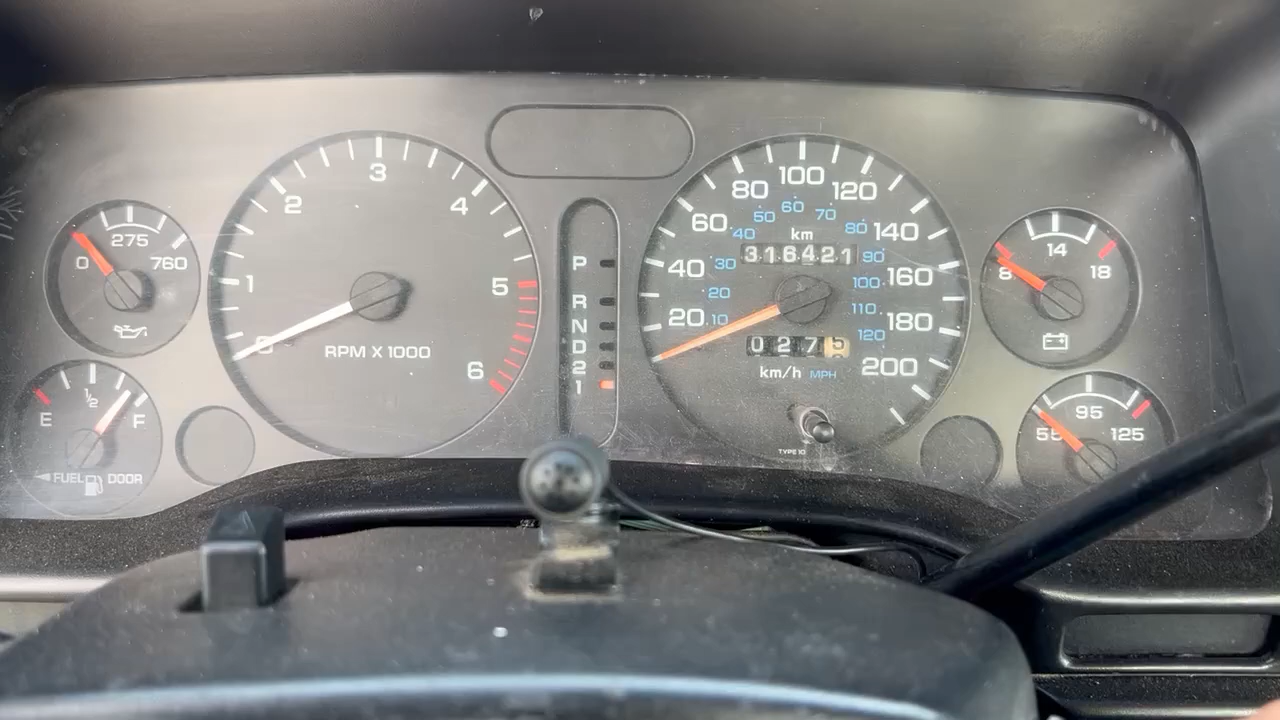 0 275 760
E 1/2 F
FUEL DOOR
0 1 2 3 4 5 6
RPM X 1000
P
R
N
D
2
1
20 40 60 80 100 120 140 160 180 200
10 20 30 40 50 60 70 80 90 100 110 120
km
316421
0275
km/h MPH
TYPE 10
8 14 18
55 95 125